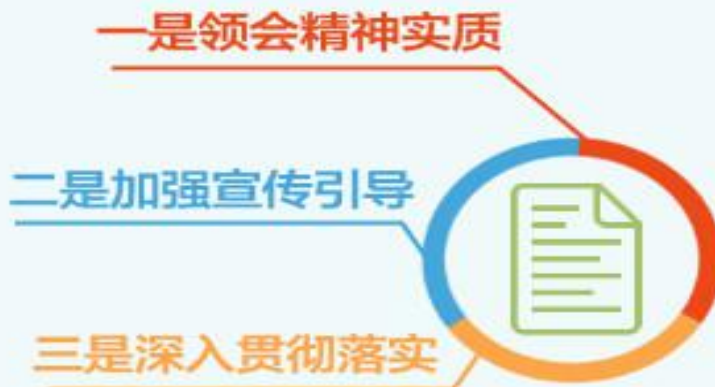 一是领会精神实质
二是加强宣传引导
三是深入贯彻落实